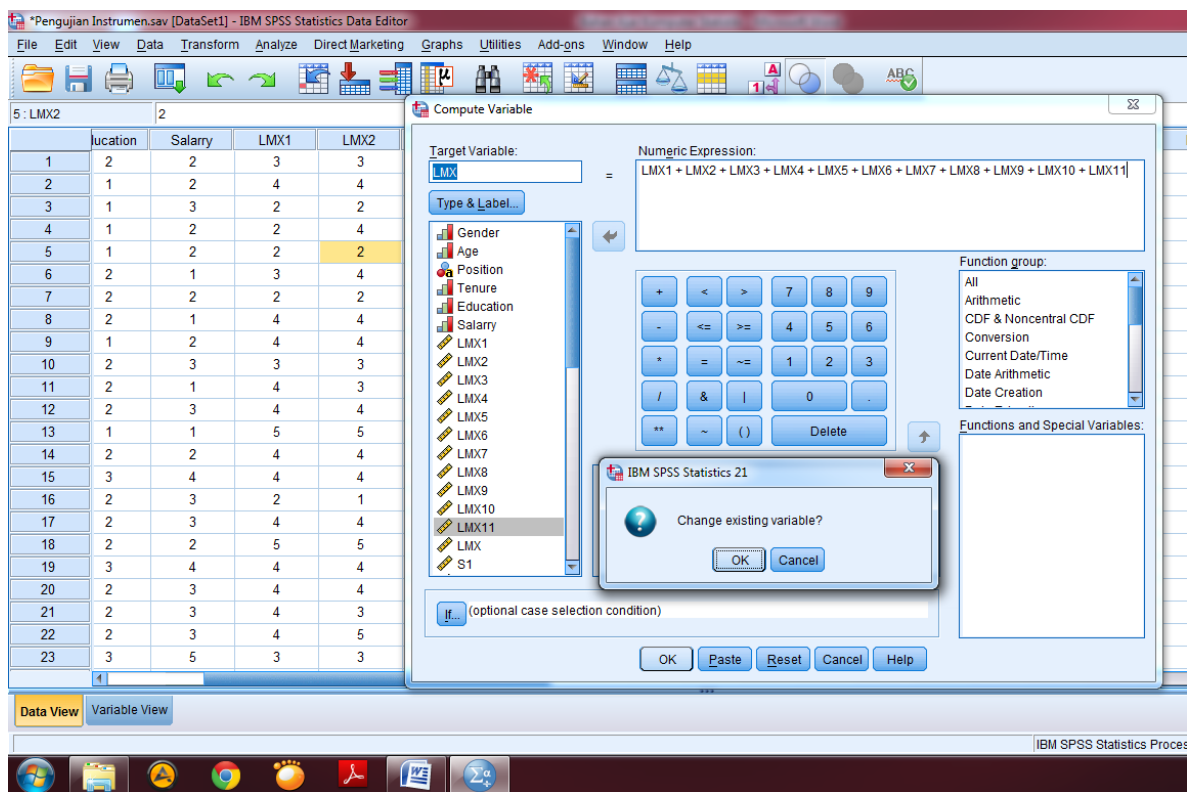 *Pengujian Instrumen.sav [DataSet1] - IBM SPSS Statistics Data Editor
File Edit View Data Transform Analyze Direct Marketing Graphs Utilities Add-ons Window Help
5 : LMX2 2
lucation Salarry LMX1 LMX2
1 2 2 3 3
2 1 2 4 4
3 1 3 2 2
4 1 2 2 4
5 1 2 2 2
6 2 1 3 4
7 2 2 2 2
8 2 1 4 4
9 1 2 4 4
10 2 3 3 3
11 2 1 4 3
12 2 3 4 4
13 1 1 5 5
14 2 2 4 4
15 3 4 4 4
16 2 3 2 1
17 2 3 4 4
18 2 2 5 5
19 3 4 4 4
20 2 3 4 4
21 2 3 4 3
22 2 3 4 5
23 3 5 3 3
Compute Variable
Target Variable:
LMX
=
Numeric Expression:
LMX1 + LMX2 + LMX3 + LMX4 + LMX5 + LMX6 + LMX7 + LMX8 + LMX9 + LMX10 + LMX11
Type & Label...
Gender
Age
Position
Tenure
Education
Salarry
LMX1
LMX2
LMX3
LMX4
LMX5
LMX6
LMX7
LMX8
LMX9
LMX10
LMX11
LMX
S1
+ < > 7 8 9
- <= >= 4 5 6
* = ~= 1 2 3
/ & | 0 .
** ~ ( ) Delete
Function group:
All
Arithmetic
CDF & Noncentral CDF
Conversion
Current Date/Time
Date Arithmetic
Date Creation
Functions and Special Variables:
IBM SPSS Statistics 21
Change existing variable?
OK Cancel
If... (optional case selection condition)
OK Paste Reset Cancel Help
Data View Variable View
IBM SPSS Statistics Proces